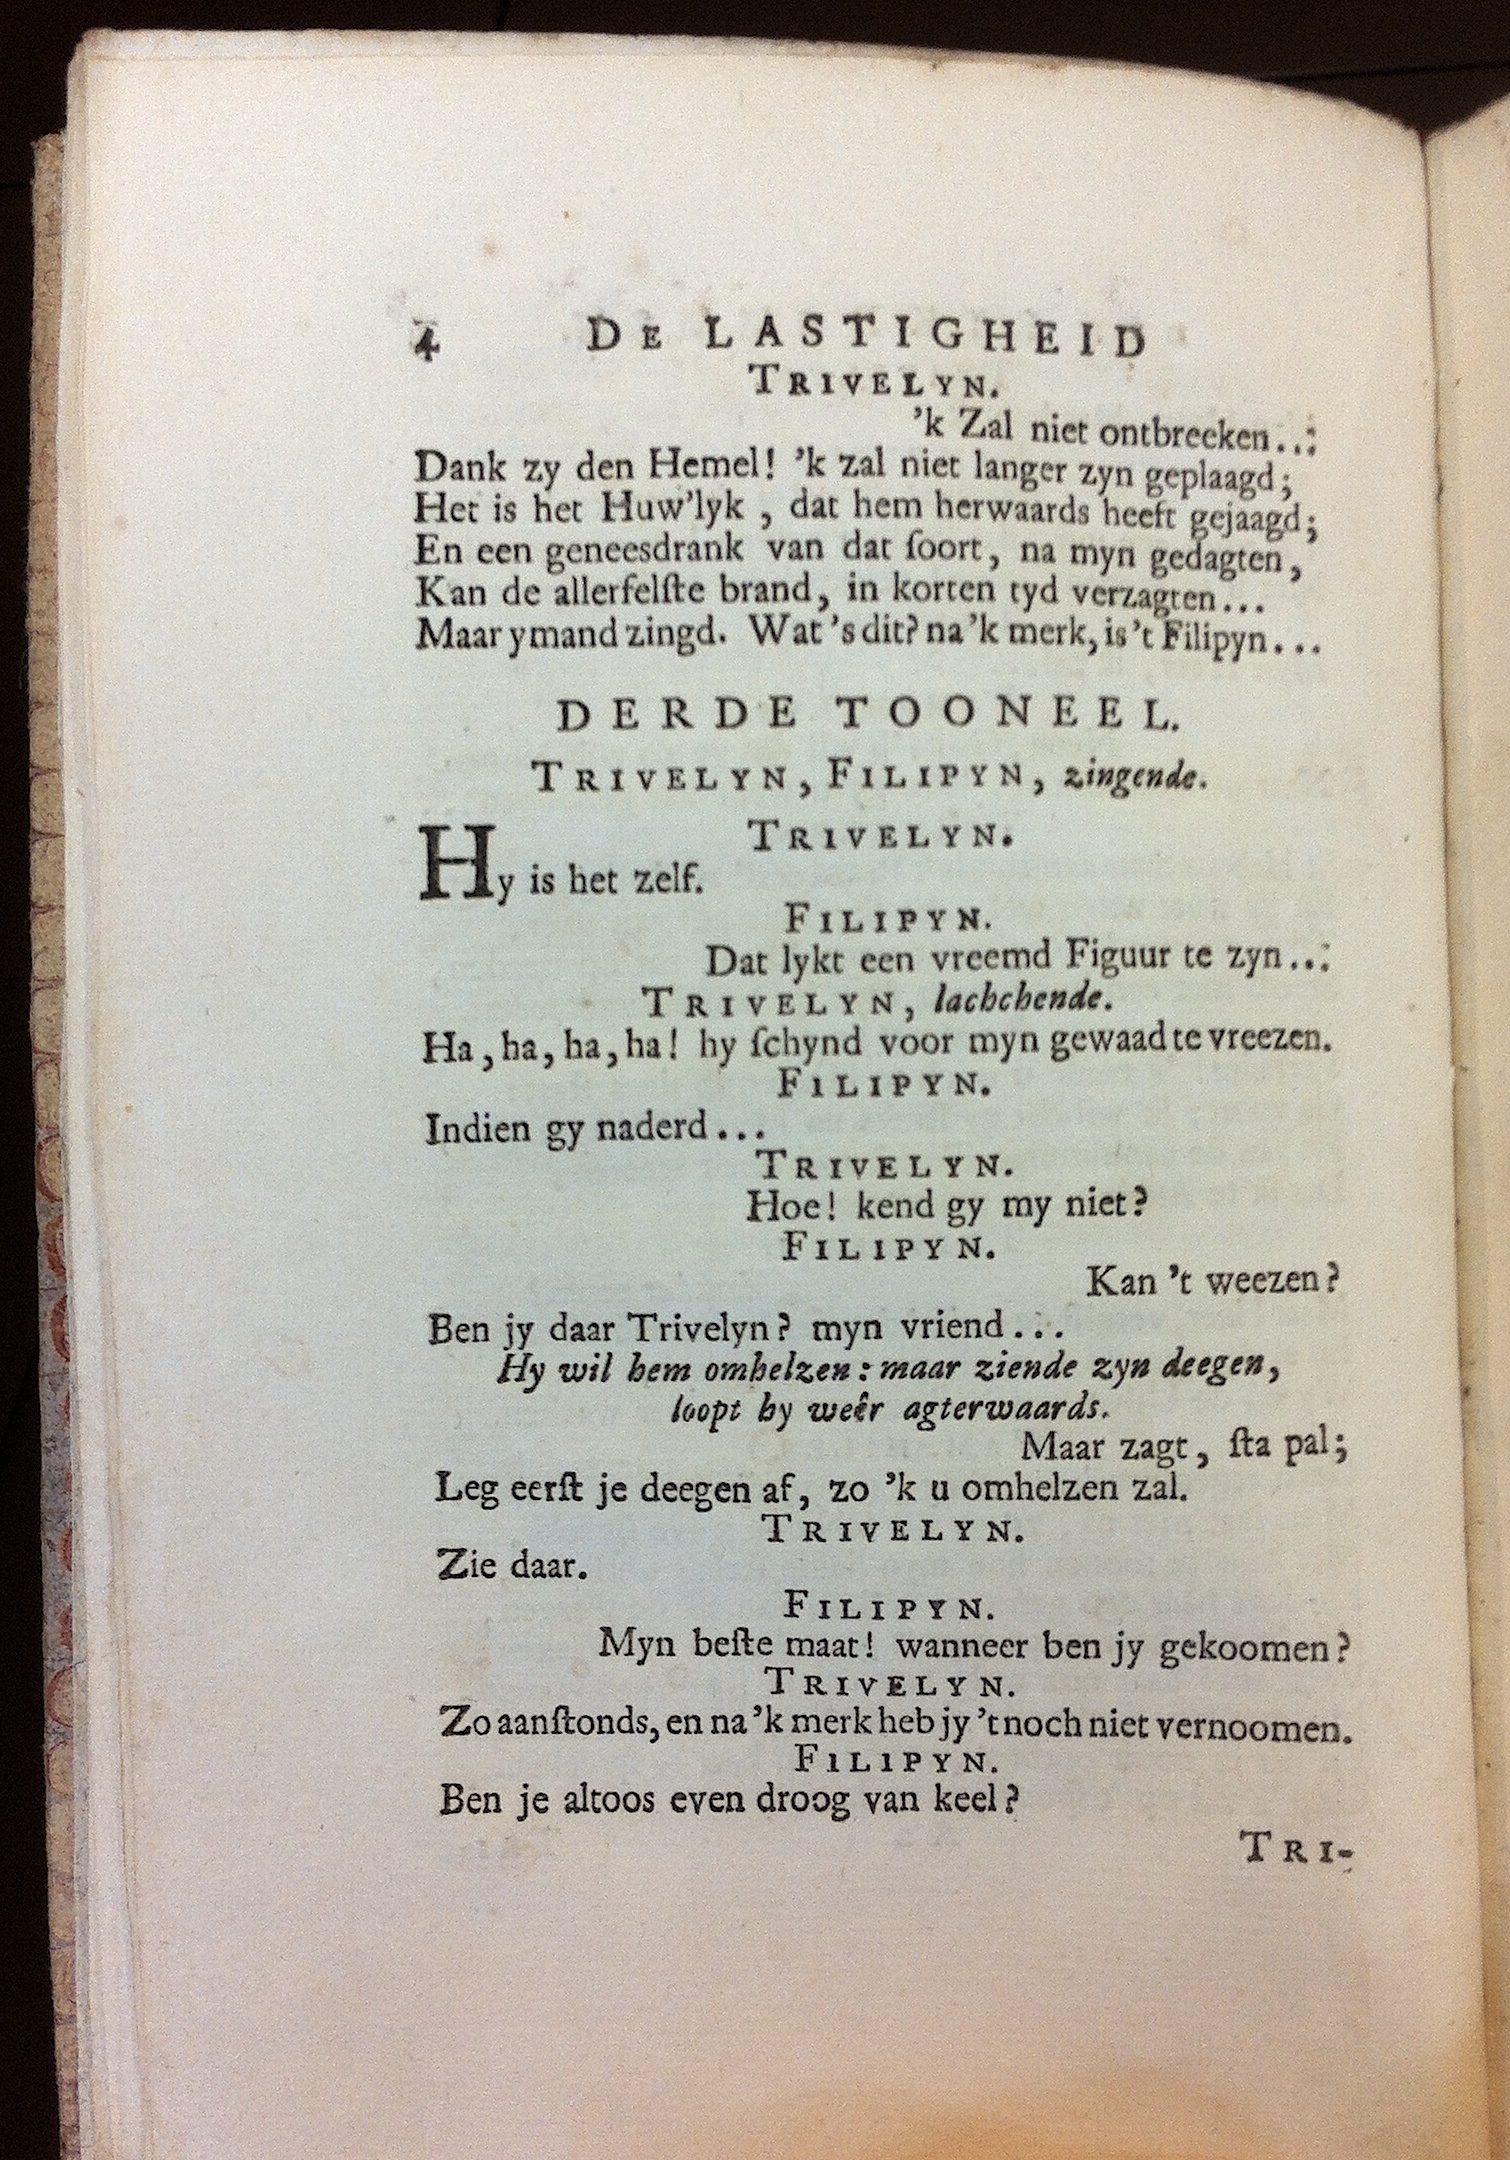 4 DE LASTIGHEID
TRIVELYN.
'k Zal niet ontbreeken...
Dank zy den Hemel! 'k zal niet langer zyn geplaagd;
Het is het Huw'lyk, dat hem herwaards heeft gejaagd;
En een geneesdrank van dat ſoort, na myn gedagten,
Kan de allerfelſte brand, in korten tyd verzagten...
Maar ymand zingd. Wat 's dit? na 'k merk, is 't Filipyn...
DERDE TOONEEL.
TRIVELYN, FILIPYN, zingende.
TRIVELYN.
Hy is het zelf.
FILIPYN.
Dat lykt een vreemd Figuur te zyn...
TRIVELYN, lachchende.
Ha, ha, ha, ha! hy ſchynd voor myn gewaad te vreezen.
FILIPYN.
Indien gy naderd...
TRIVELYN.
Hoe! kend gy my niet?
FILIPYN.
Kan 't weezen?
Ben jy daar Trivelyn? myn vriend...
Hy wil hem omhelzen: maar ziende zyn deegen,
loopt hy weêr agterwaards.
Maar zagt, ſta pal;
Leg eerſt je deegen af, zo 'k u omhelzen zal.
TRIVELYN.
Zie daar.
FILIPYN.
Myn beſte maat! wanneer ben jy gekoomen?
TRIVELYN.
Zo aanſtonds, en na 'k merk heb jy 't noch niet vernoomen.
FILIPYN.
Ben je altoos even droog van keel?
TRI-